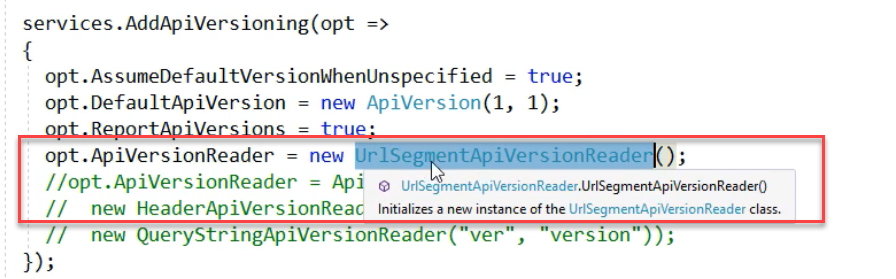 services.AddApiVersioning(opt =>
{
opt.AssumeDefaultVersionWhenUnspecified = true;
opt.DefaultApiVersion = new ApiVersion(1, 1);
opt.ReportApiVersions = true;
opt.ApiVersionReader = new UrlSegmentApiVersionReader();
//opt.ApiVersionReader = Api
UrlSegmentApiVersionReader.UrlSegmentApiVersionReader()
// new HeaderApiVersionRead
Initializes a new instance of the UrlSegmentApiVersionReader class.
// new QueryStringApiVersionReader("ver", "version"));
});